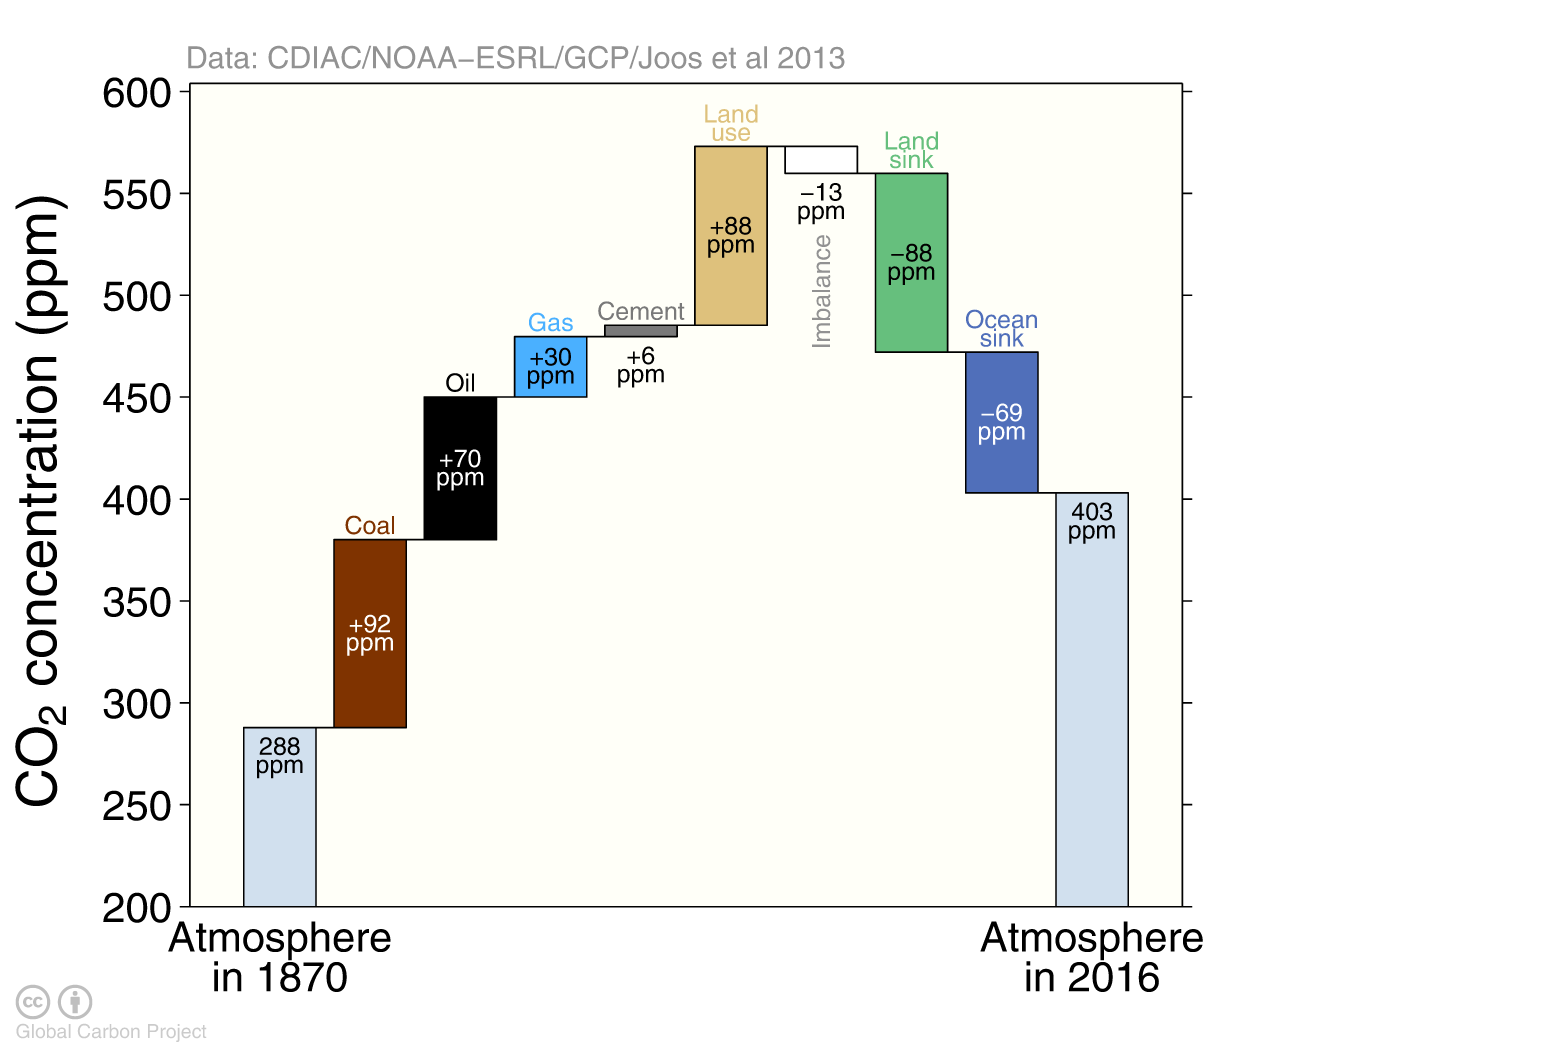 Data: CDIAC/NOAA−ESRL/GCP/Joos et al 2013
CO2 concentration (ppm)
600
550
500
450
400
350
300
250
200
288
ppm
Coal
+92
ppm
Oil
+70
ppm
Gas
+30
ppm
Cement
+6
ppm
Land
use
+88
ppm
−13
ppm
Imbalance
Land
sink
−88
ppm
Ocean
sink
−69
ppm
403
ppm
Atmosphere
in 1870
Atmosphere
in 2016
cc
Global Carbon Project